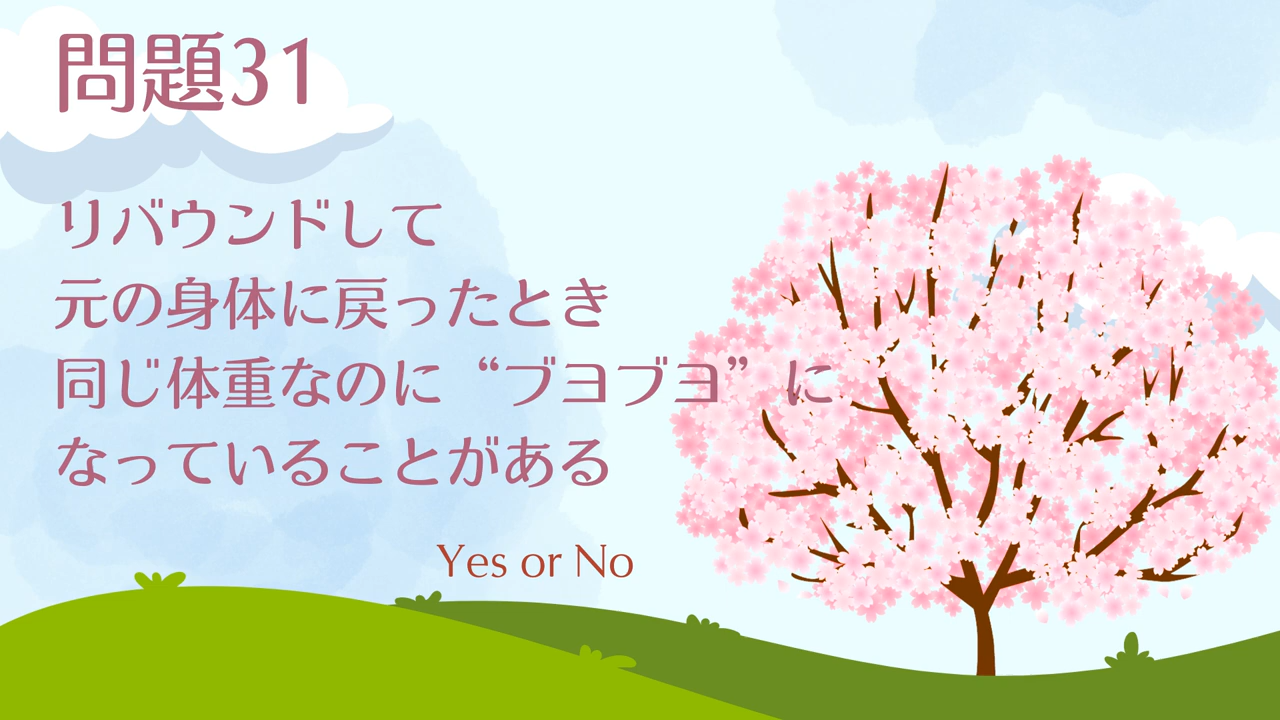 問題31
リバウンドして
元の身体に戻ったとき
同じ体重なのに“ブヨブヨ”に
なっていることがある
Yes or No